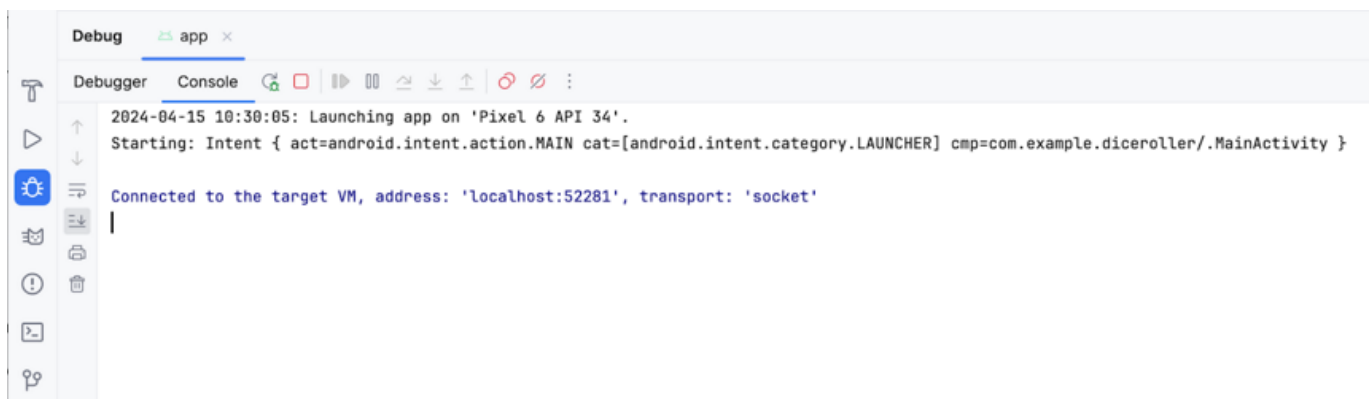 Debug app
Debugger Console
2024-04-15 10:30:05: Launching app on 'Pixel 6 API 34'.
Starting: Intent { act=android.intent.action.MAIN cat=[android.intent.category.LAUNCHER] cmp=com.example.diceroller/.MainActivity }
Connected to the target VM, address: 'localhost:52281', transport: 'socket'